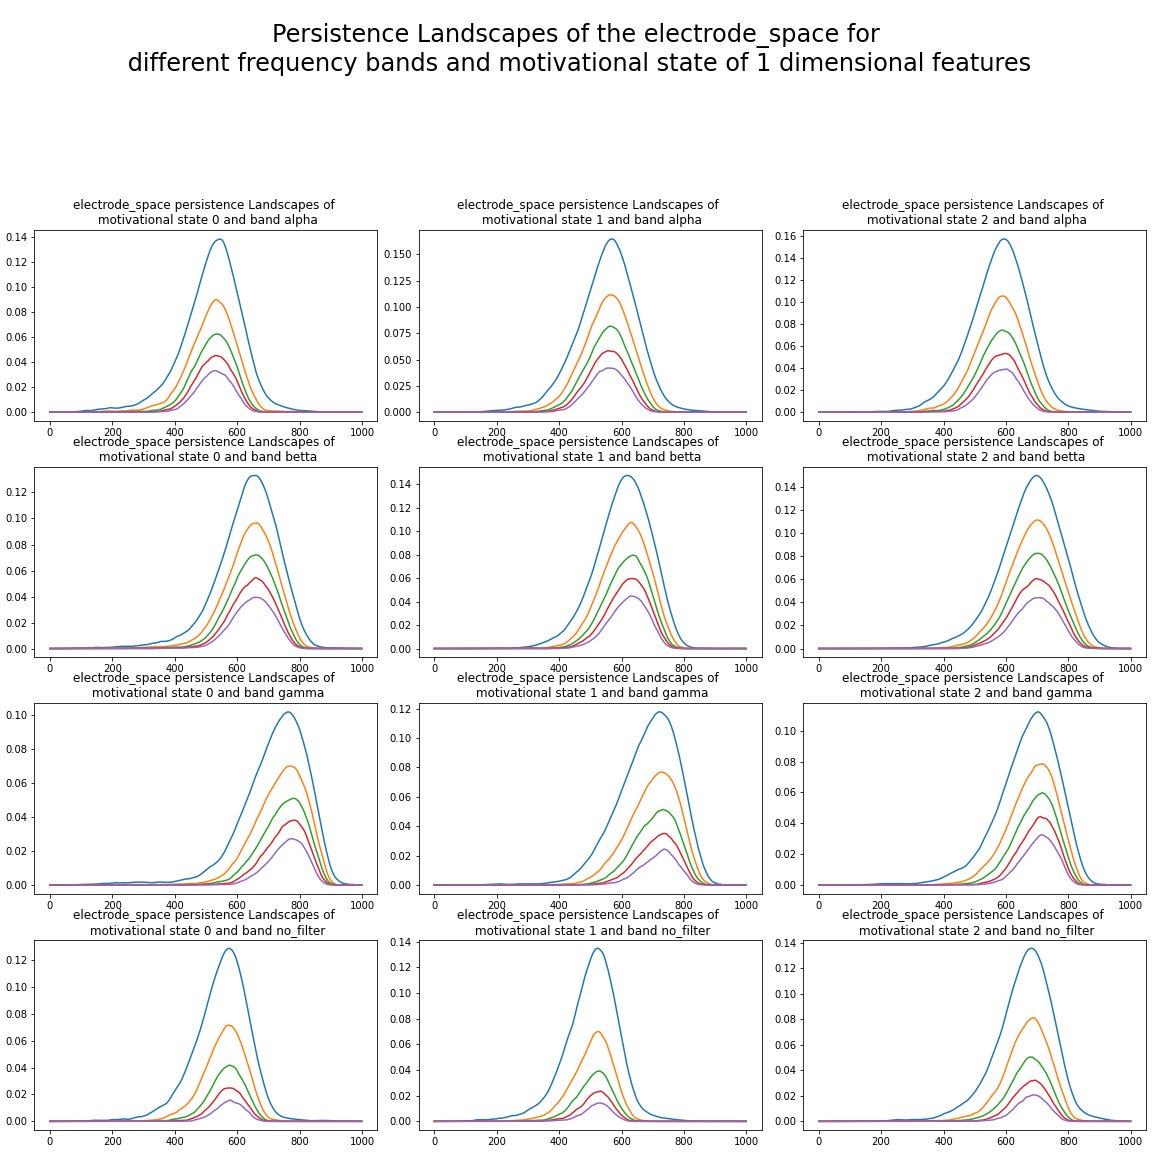 Persistence Landscapes of the electrode_space for
different frequency bands and motivational state of 1 dimensional features
electrode_space persistence Landscapes of
motivational state 0 and band alpha
0.14
0.12
0.10
0.08
0.06
0.04
0.02
0.00
0 200 400 600 800 1000
electrode_space persistence Landscapes of
motivational state 1 and band alpha
0.150
0.125
0.100
0.075
0.050
0.025
0.000
0 200 400 600 800 1000
electrode_space persistence Landscapes of
motivational state 2 and band alpha
0.16
0.14
0.12
0.10
0.08
0.06
0.04
0.02
0.00
0 200 400 600 800 1000
electrode_space persistence Landscapes of
motivational state 0 and band betta
0.12
0.10
0.08
0.06
0.04
0.02
0.00
0 200 400 600 800 1000
electrode_space persistence Landscapes of
motivational state 1 and band betta
0.14
0.12
0.10
0.08
0.06
0.04
0.02
0.00
0 200 400 600 800 1000
electrode_space persistence Landscapes of
motivational state 2 and band betta
0.14
0.12
0.10
0.08
0.06
0.04
0.02
0.00
0 200 400 600 800 1000
electrode_space persistence Landscapes of
motivational state 0 and band gamma
0.10
0.08
0.06
0.04
0.02
0.00
0 200 400 600 800 1000
electrode_space persistence Landscapes of
motivational state 1 and band gamma
0.12
0.10
0.08
0.06
0.04
0.02
0.00
0 200 400 600 800 1000
electrode_space persistence Landscapes of
motivational state 2 and band gamma
0.10
0.08
0.06
0.04
0.02
0.00
0 200 400 600 800 1000
electrode_space persistence Landscapes of
motivational state 0 and band no_filter
0.12
0.10
0.08
0.06
0.04
0.02
0.00
0 200 400 600 800 1000
electrode_space persistence Landscapes of
motivational state 1 and band no_filter
0.14
0.12
0.10
0.08
0.06
0.04
0.02
0.00
0 200 400 600 800 1000
electrode_space persistence Landscapes of
motivational state 2 and band no_filter
0.14
0.12
0.10
0.08
0.06
0.04
0.02
0.00
0 200 400 600 800 1000